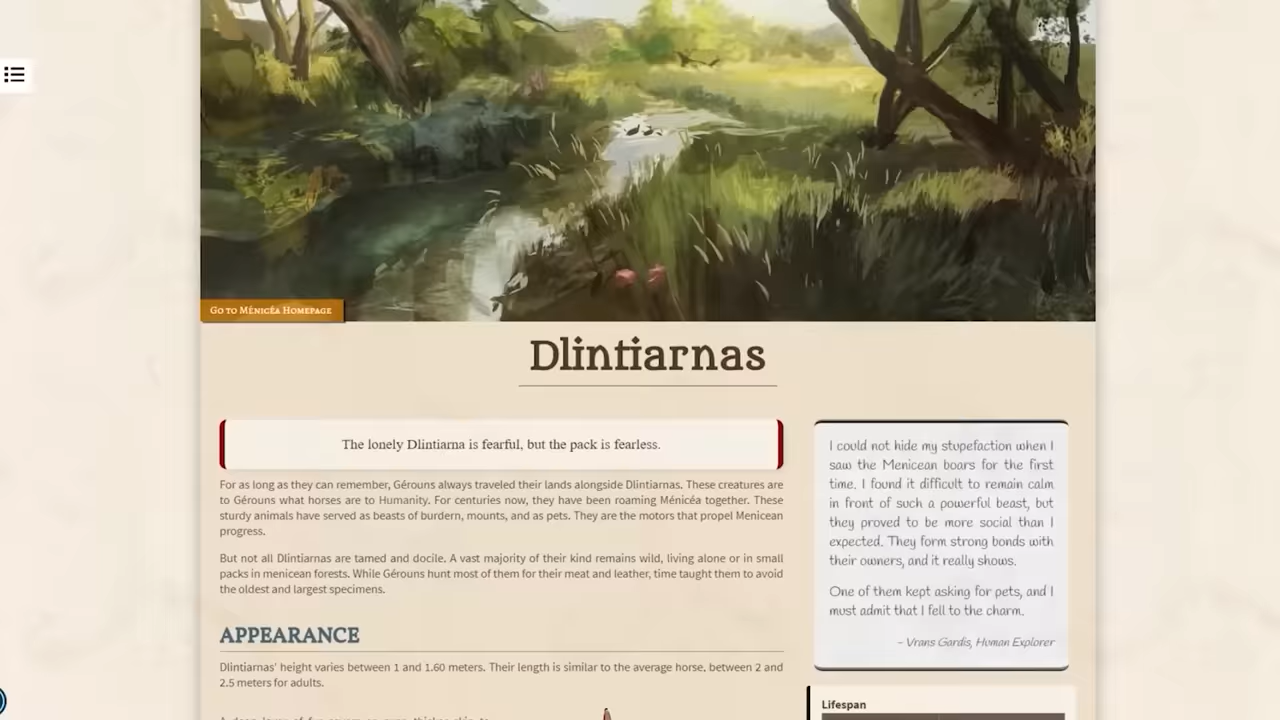 Go to Ménicéa Homepage
Dlintiarnas
The lonely Dlintiarna is fearful, but the pack is fearless.
For as long as they can remember, Gérouns always traveled their lands alongside Dlintiarnas. These creatures are
to Gérouns what horses are to Humanity. For centuries now, they have been roaming Ménicéa together. These
sturdy animals have served as beasts of burdern, mounts, and as pets. They are the motors that propel Menicean
progress.
But not all Dlintiarnas are tamed and docile. A vast majority of their kind remains wild, living alone or in small
packs in menicean forests. While Gérouns hunt most of them for their meat and leather, time taught them to avoid
the oldest and largest specimens.
APPEARANCE
Dlintiarnas' height varies between 1 and 1.60 meters. Their length is similar to the average horse, between 2 and
2.5 meters for adults.
I could not hide my stupefaction when I
saw the Menicean boars for the first
time. I found it difficult to remain calm
in front of such a powerful beast, but
they proved to be more social than I
expected. They form strong bonds with
their owners, and it really shows.
One of them kept asking for pets, and I
must admit that I fell to the charm.
– Vrans Gardis, Human Explorer
Lifespan